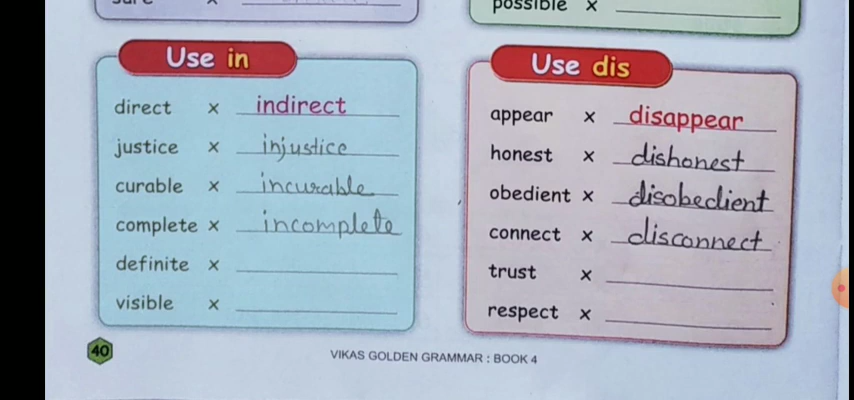 possible ×
Use in
direct × indirect
justice × injustice
curable × incurable
complete × incomplete
definite ×
visible ×
Use dis
appear × disappear
honest × dishonest
obedient × disobedient
connect × disconnect
trust ×
respect ×
40
VIKAS GOLDEN GRAMMAR : BOOK 4